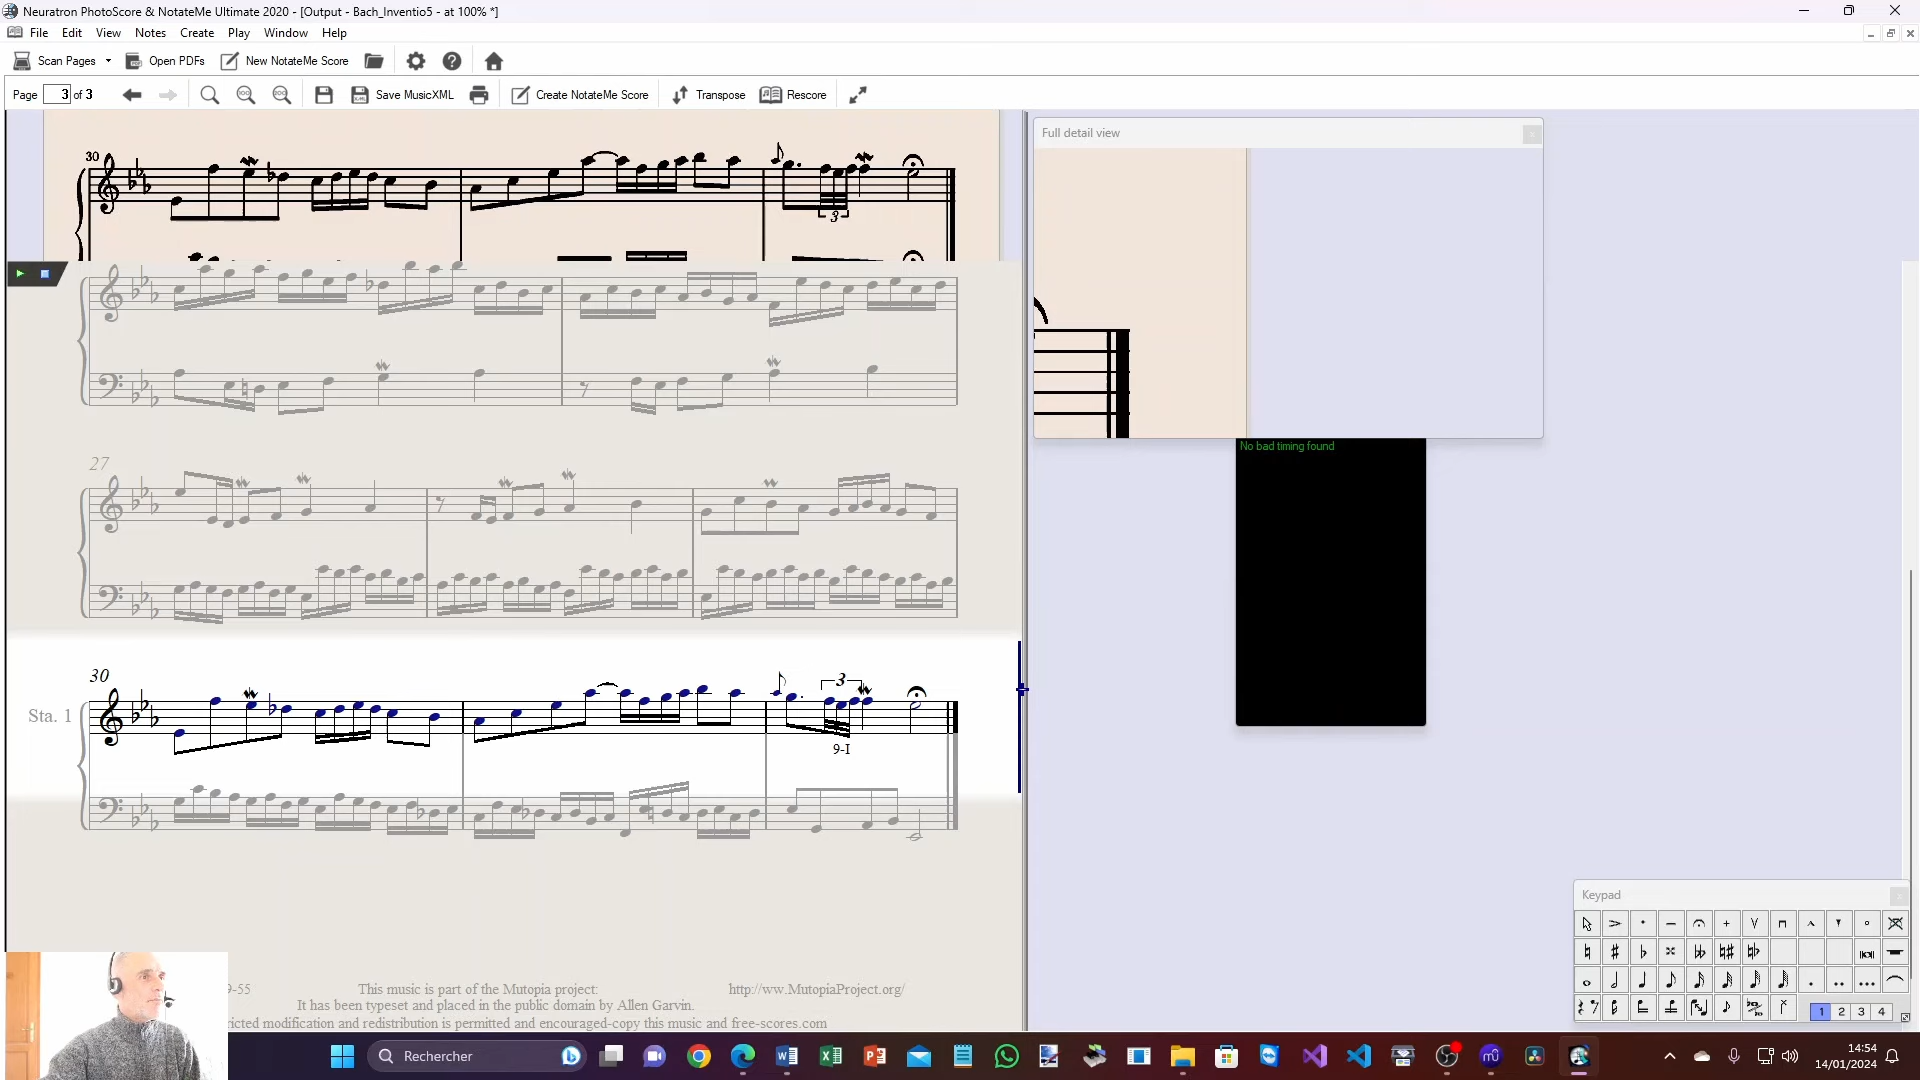 Neuratron PhotoScore & NotateMe Ultimate 2020 - [Output - Bach_Inventio5 - at 100% *]
File Edit View Notes Create Play Window Help
Scan Pages Open PDFs New NotateMe Score
Page 3 of 3 Save MusicXML Create NotateMe Score Transpose Rescore
Full detail view
30
3
No bad timing found
27
30
3
Sta. 1
9-I
Keypad
1 2 3 4
9-55 This music is part of the Mutopia project: http://ww.MutopiaProject.org/
It has been typeset and placed in the public domain by Allen Garvin.
ricted modification and redistribution is permitted and encouraged-copy this music and free-scores.com
Rechercher
14:54
14/01/2024